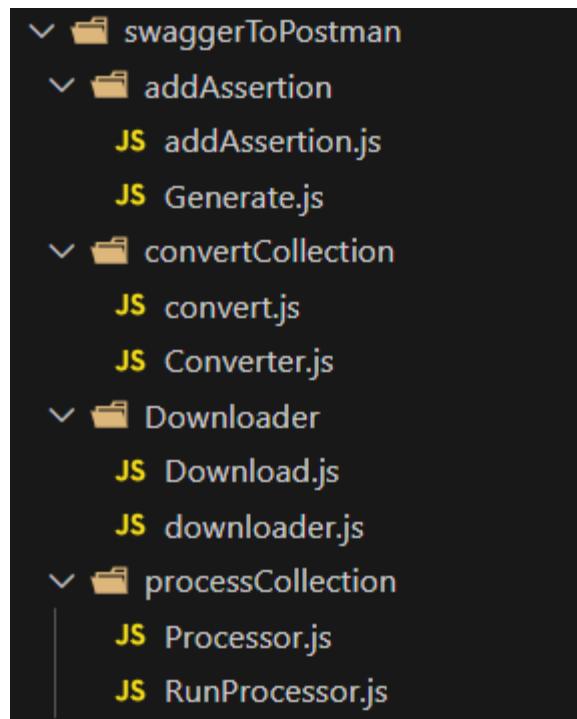 swaggerToPostman
addAssertion
JS addAssertion.js
JS Generate.js
convertCollection
JS convert.js
JS Converter.js
Downloader
JS Download.js
JS downloader.js
processCollection
JS Processor.js
JS RunProcessor.js